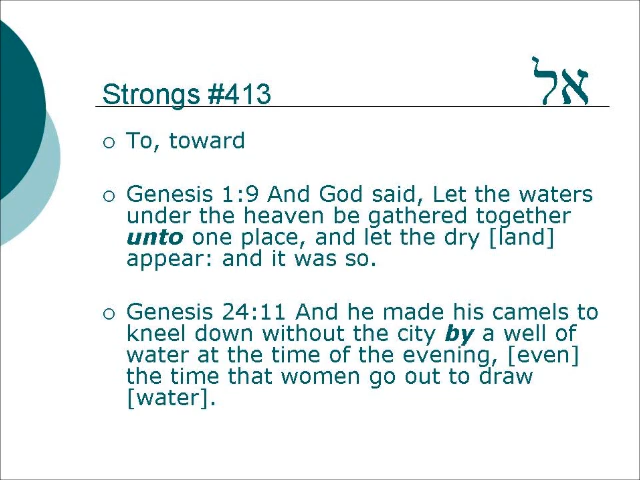 Strongs #413 אל
To, toward
Genesis 1:9 And God said, Let the waters
under the heaven be gathered together
unto one place, and let the dry [land]
appear: and it was so.
Genesis 24:11 And he made his camels to
kneel down without the city by a well of
water at the time of the evening, [even]
the time that women go out to draw
[water].